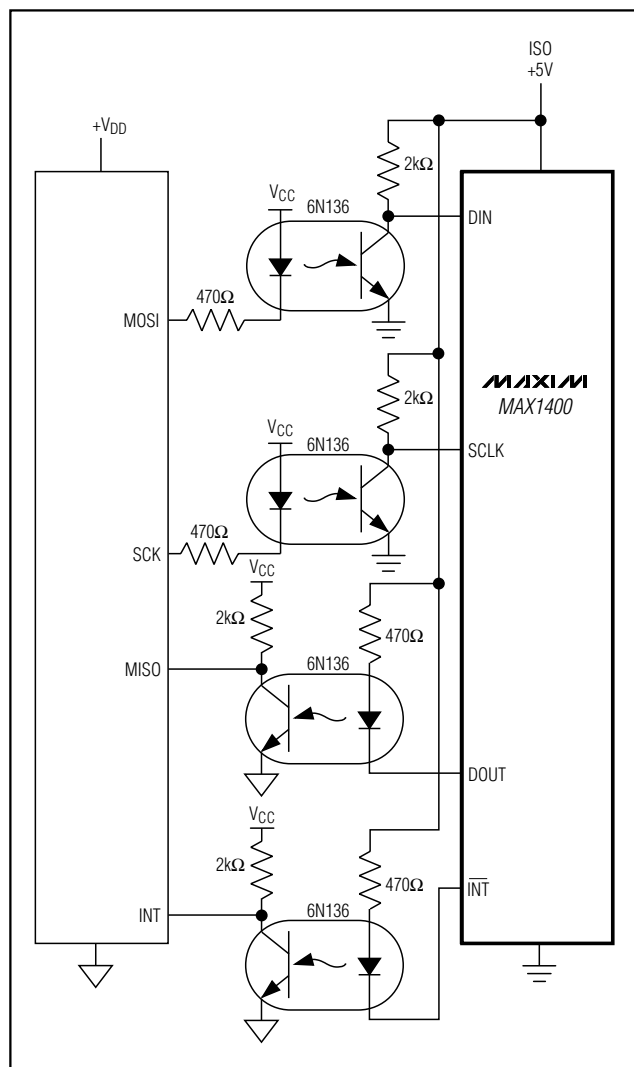 ISO
+5V
+VDD
2kΩ
VCC
6N136
DIN
470Ω
MOSI
MAXIM
MAX1400
2kΩ
VCC
6N136
SCLK
470Ω
SCK
VCC
2kΩ
470Ω
6N136
MISO
DOUT
VCC
2kΩ
470Ω
INT
INT
6N136